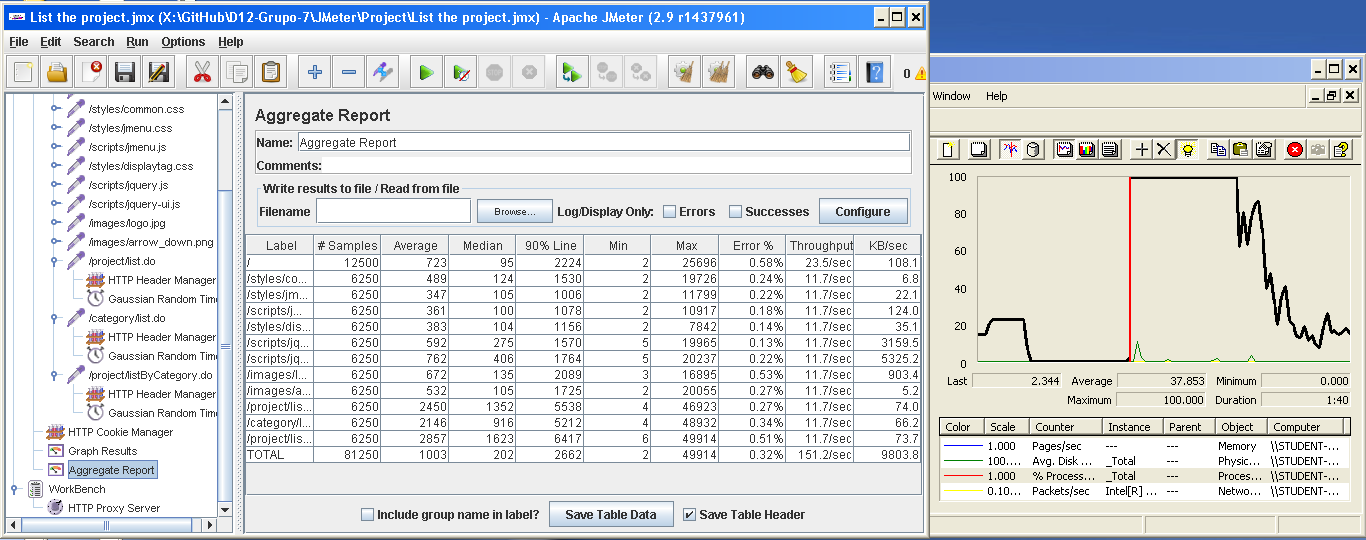 List the project.jmx (X:\GitHub\D12-Grupo-7\JMeter\Project\List the project.jmx) - Apache JMeter (2.9 r1437961)
File Edit Search Run Options Help
0
/styles/common.css
/styles/jmenu.css
/scripts/jmenu.js
/styles/displaytag.css
/scripts/jquery.js
/scripts/jquery-ui.js
/images/logo.jpg
/images/arrow_down.png
/project/list.do
HTTP Header Manager
Gaussian Random Time
/category/list.do
HTTP Header Manager
Gaussian Random Time
/project/listByCategory.do
HTTP Header Manager
Gaussian Random Time
HTTP Cookie Manager
Graph Results
Aggregate Report
WorkBench
HTTP Proxy Server
Aggregate Report
Name: Aggregate Report
Comments:
Write results to file / Read from file
Filename Browse... Log/Display Only: Errors Successes Configure
Label # Samples Average Median 90% Line Min Max Error % Throughput KB/sec
/ 12500 723 95 2224 2 25696 0.58% 23.5/sec 108.1
/styles/co... 6250 489 124 1530 2 19726 0.24% 11.7/sec 6.8
/styles/jm... 6250 347 105 1006 2 11799 0.22% 11.7/sec 22.1
/scripts/j... 6250 361 100 1078 2 10917 0.18% 11.7/sec 124.0
/styles/dis... 6250 383 104 1156 2 7842 0.14% 11.7/sec 35.1
/scripts/jq... 6250 592 275 1570 5 19965 0.13% 11.7/sec 3159.5
/scripts/jq... 6250 762 406 1764 5 20237 0.22% 11.7/sec 5325.2
/images/l... 6250 672 135 2089 3 16895 0.53% 11.7/sec 903.4
/images/a... 6250 532 105 1725 2 20055 0.27% 11.7/sec 5.2
/project/lis... 6250 2450 1352 5538 4 46923 0.27% 11.7/sec 74.0
/category/l... 6250 2146 916 5212 4 48932 0.34% 11.7/sec 66.2
/project/lis... 6250 2857 1623 6417 6 49914 0.51% 11.7/sec 73.7
TOTAL 81250 1003 202 2662 2 49914 0.32% 151.2/sec 9803.8
Include group name in label? Save Table Data Save Table Header
Window Help
100
80
60
40
20
0
Last 2.344 Average 37.853 Minimum 0.000
Maximum 100.000 Duration 1:40
Color Scale Counter Instance Parent Object Computer
1.000 Pages/sec --- --- Memory \\STUDENT-...
100.... Avg. Disk ... _Total --- Physic... \\STUDENT-...
1.000 % Proces... _Total --- Proces... \\STUDENT-...
0.10... Packets/sec Intel[R] ... --- Netwo... \\STUDENT-...